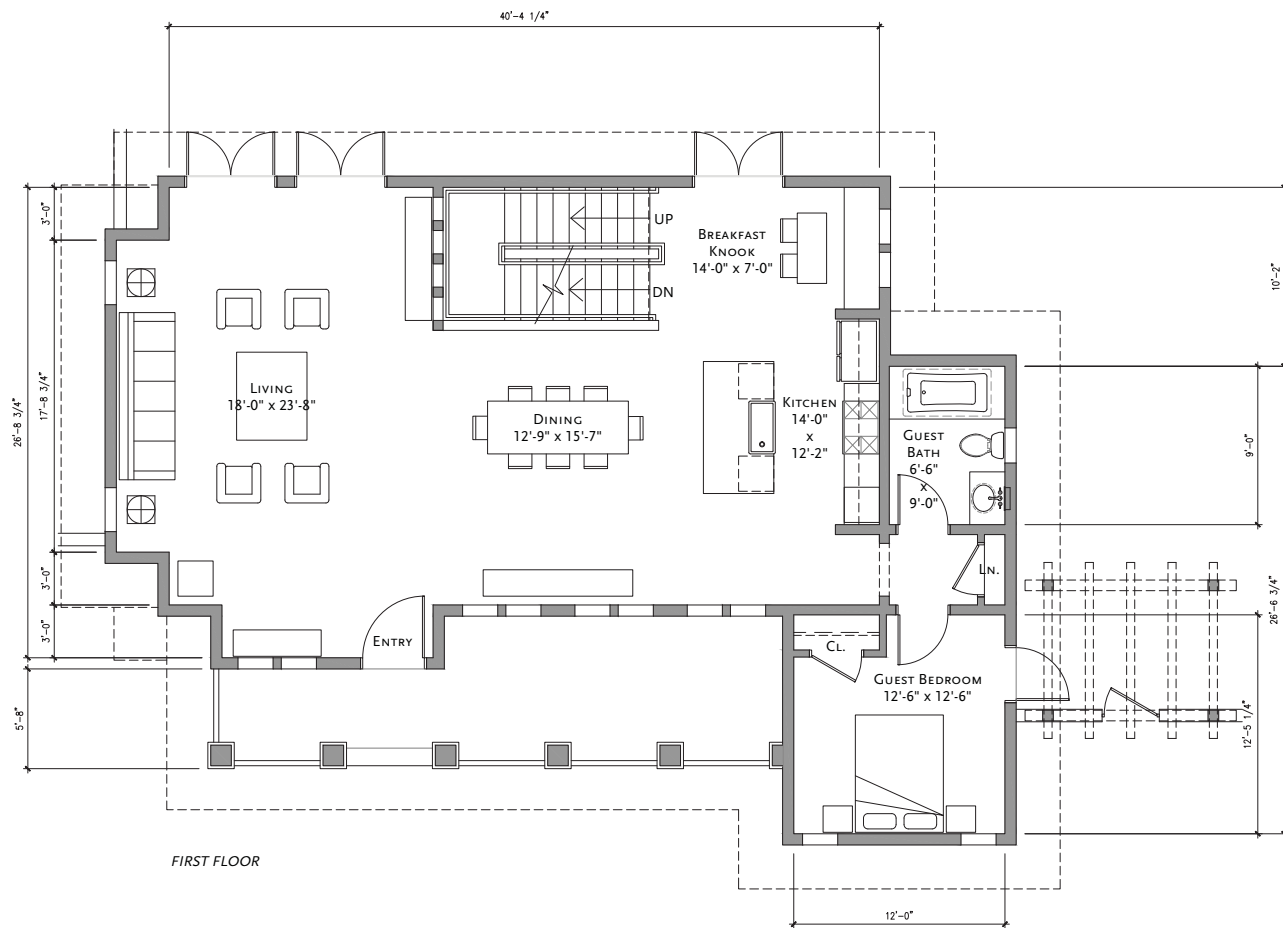 40'-4 1/4"
3'-0"
17'-8 3/4"
26'-8 3/4"
3'-0"
3'-0"
5'-8"
UP
DN
BREAKFAST
KNOOK
14'-0" x 7'-0"
10'-2"
LIVING
18'-0" x 23'-8"
DINING
12'-9" x 15'-7"
KITCHEN
14'-0"
x
12'-2"
GUEST
BATH
6'-6"
x
9'-0"
9'-0"
LN.
26'-6 3/4"
ENTRY
CL.
GUEST BEDROOM
12'-6" x 12'-6"
12'-5 1/4"
FIRST FLOOR
12'-0"